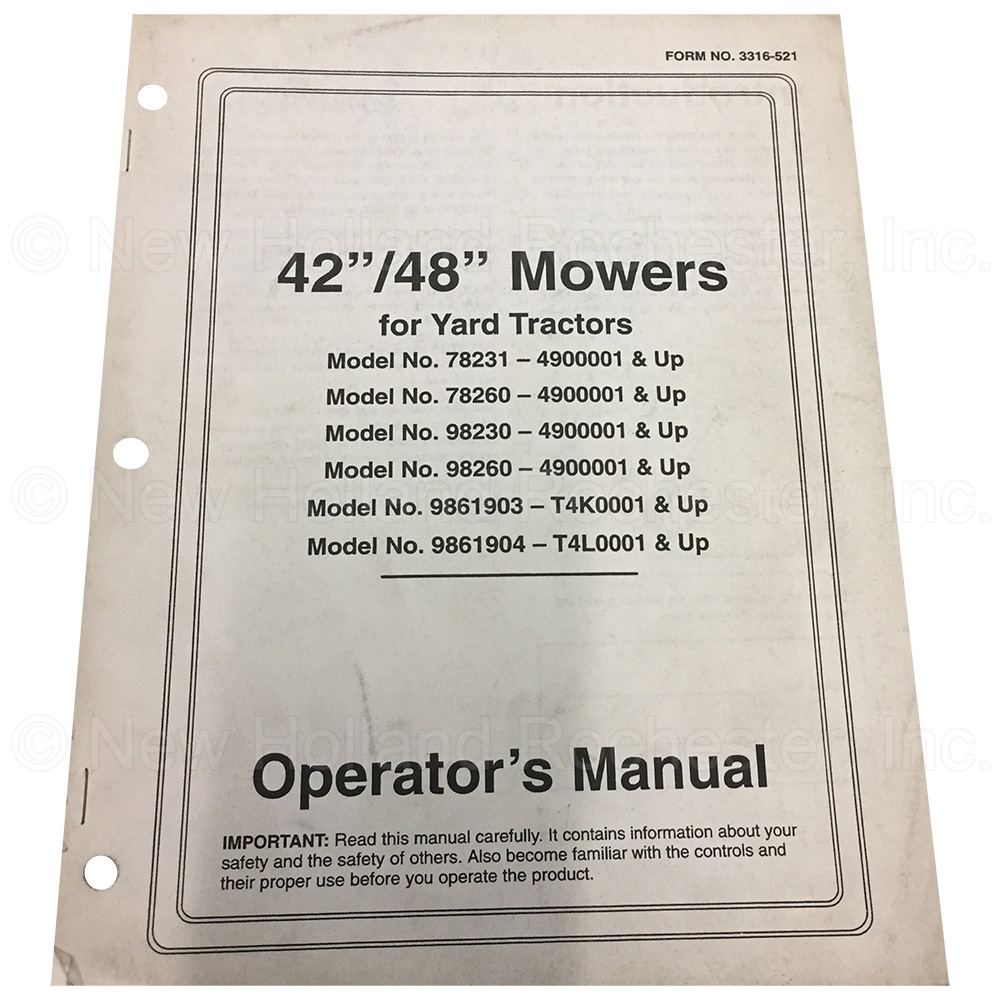 FORM NO. 3316-521
© New Holland Rochester, Inc.
42”/48” Mowers
for Yard Tractors
Model No. 78231 – 4900001 & Up
Model No. 78260 – 4900001 & Up
Model No. 98230 – 4900001 & Up
Model No. 98260 – 4900001 & Up
© New Holland Rochester, Inc.
Model No. 9861903 – T4K0001 & Up
Model No. 9861904 – T4L0001 & Up
© New Holland Rochester, Inc.
Operator’s Manual
IMPORTANT: Read this manual carefully. It contains information about your
safety and the safety of others. Also become familiar with the controls and
their proper use before you operate the product.